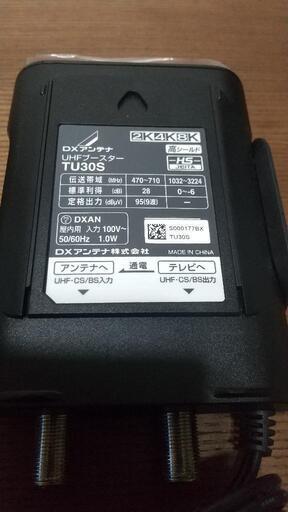 DXアンテナ
UHFブースター
TU30S
2K4K8K
高シールド
HS
JEITA
伝送帯域 (MHz) 470~710 1032~3224
標準利得 (dB) 28 0~-6
定格出力 (dBμV) 95(9波) —
DXAN
屋内用 入力 100V~
50/60Hz 1.0W
S000177BX
TU30S
DXアンテナ株式会社 MADE IN CHINA
アンテナへ 通電 テレビへ
UHF・CS/BS入力 UHF・CS/BS出力